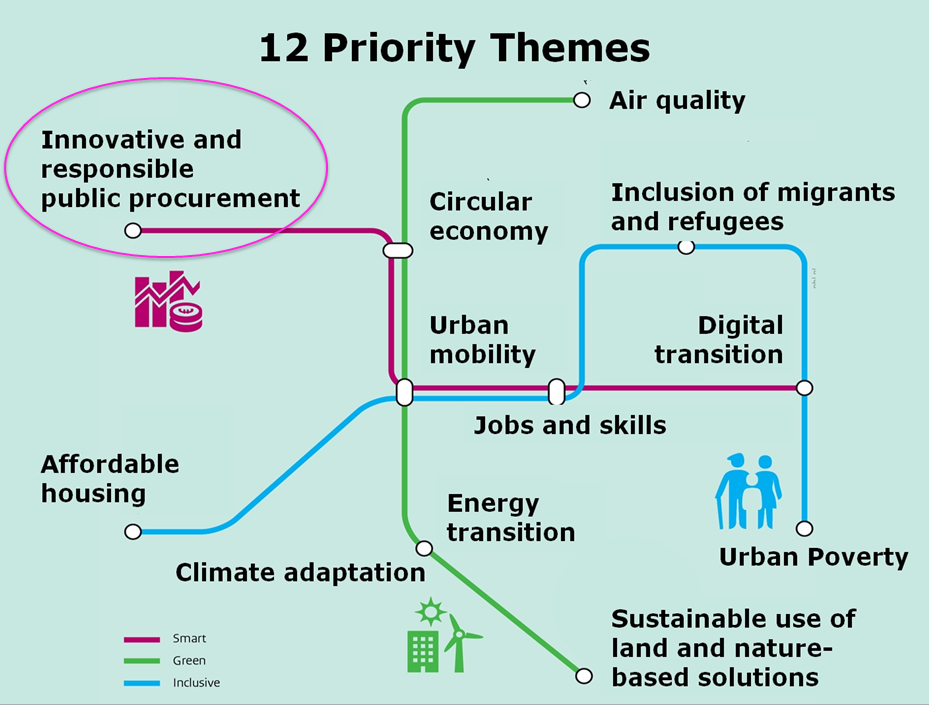 12 Priority Themes
Air quality
Innovative and
responsible
public procurement
Circular
economy
Inclusion of migrants
and refugees
Urban
mobility
Digital
transition
Jobs and skills
Affordable
housing
Energy
transition
Climate adaptation
Urban Poverty
Sustainable use of
land and nature-
based solutions
Smart
Green
Inclusive